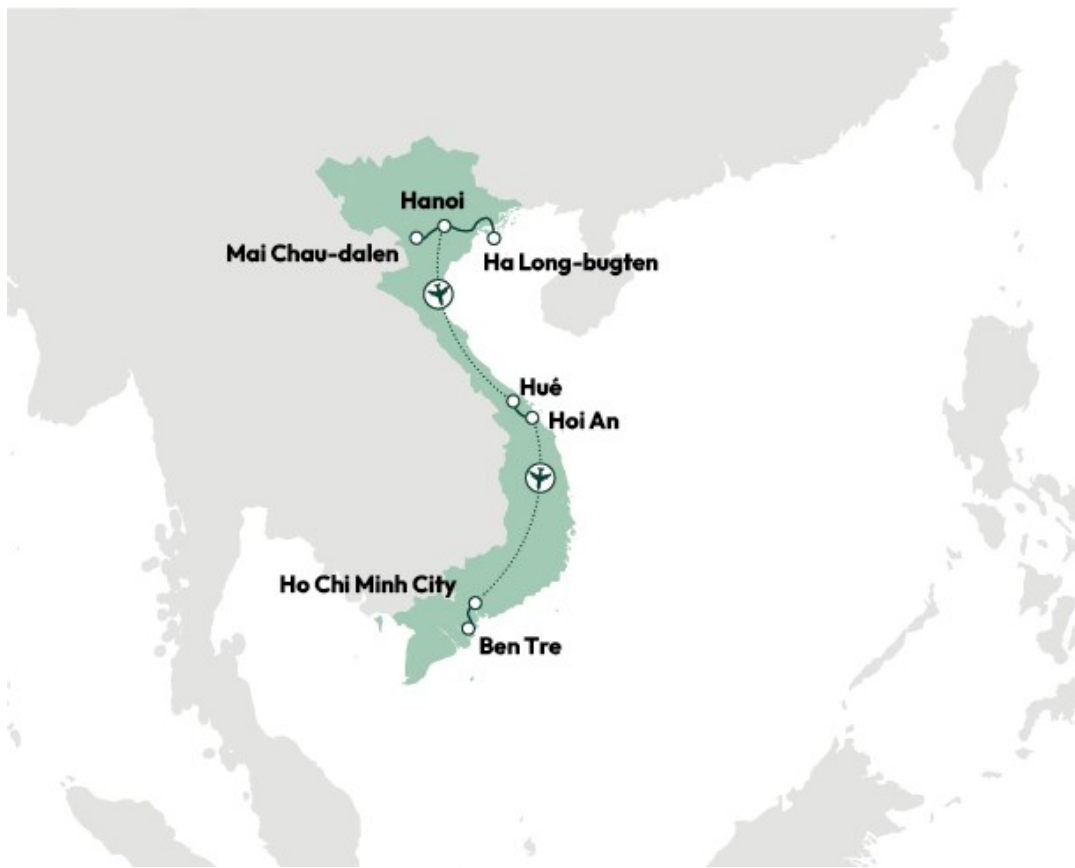 Hanoi
Mai Chau-dalen
Ha Long-bugten
Hué
Hoi An
Ho Chi Minh City
Ben Tre